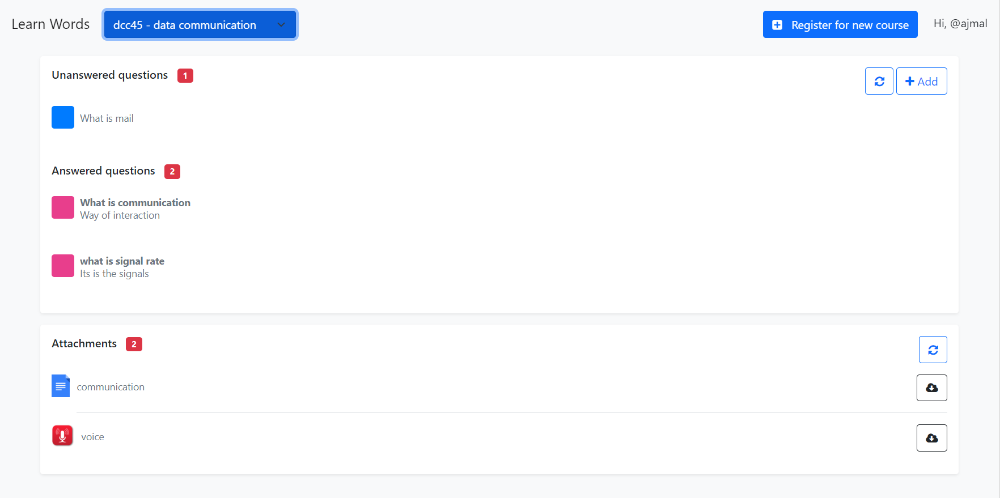 Learn Words
dcc45 - data communication
Register for new course
Hi, @ajmal
Unanswered questions 1
Add
What is mail
Answered questions 2
What is communication
Way of interaction
what is signal rate
Its is the signals
Attachments 2
communication
voice